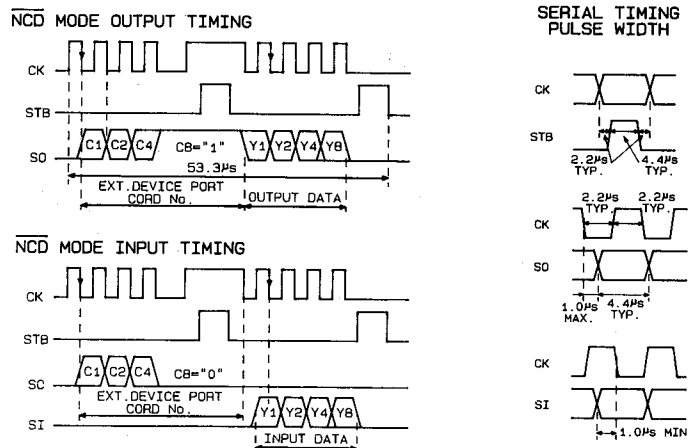 NCD MODE OUTPUT TIMING
CK
STB
SO
C1 C2 C4 C8="1" Y1 Y2 Y4 Y8
53.3µs
EXT.DEVICE PORT
CORD No.
OUTPUT DATA
NCD MODE INPUT TIMING
CK
STB
SC
C1 C2 C4 C8="0"
EXT.DEVICE PORT
CORD No.
SI
Y1 Y2 Y4 Y8
INPUT DATA
SERIAL TIMING
PULSE WIDTH
CK
STB
2.2µs 4.4µs
TYP. TYP.
2.2µs 2.2µs
TYP. TYP.
CK
SO
1.0µs 4.4µs
MAX. TYP.
CK
SI
1.0µs MIN